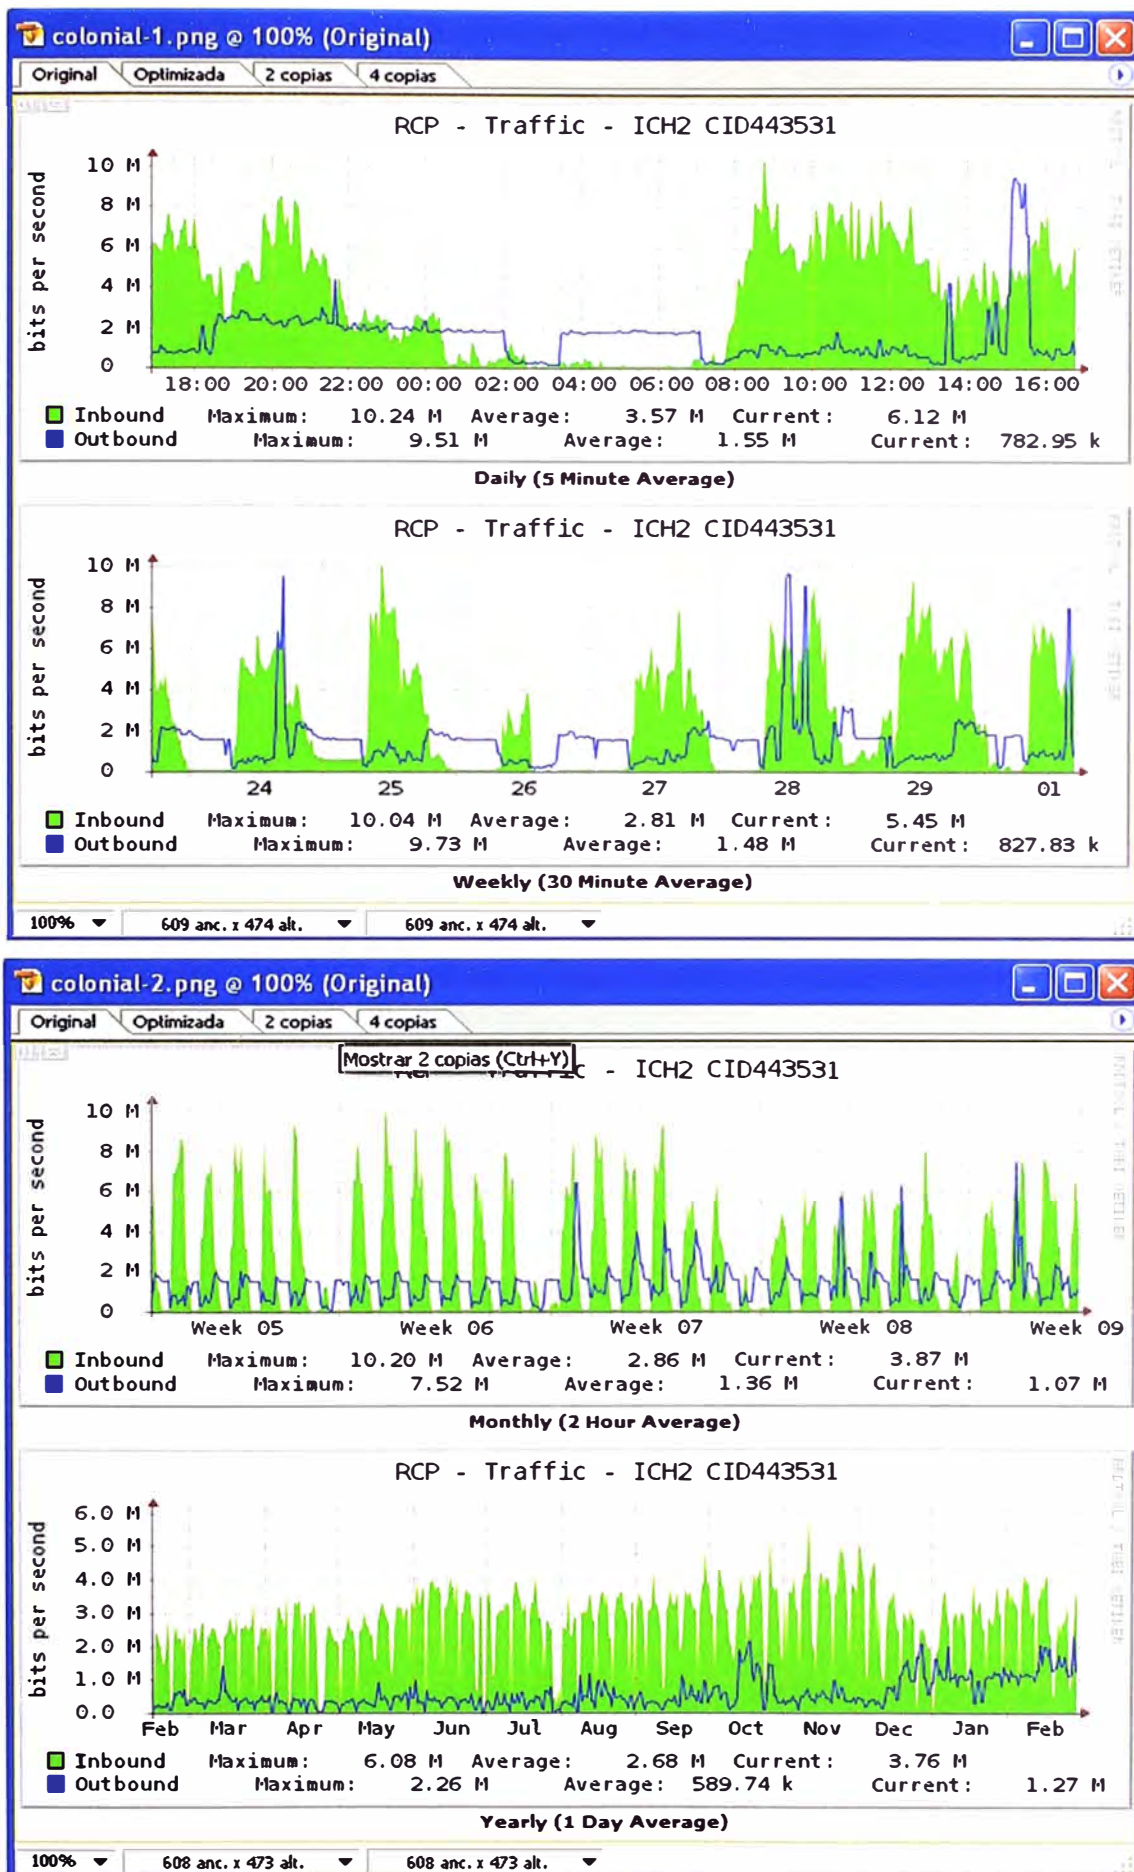 colonial-1.png @ 100% (Original)
Original Optimizada 2 copias 4 copias
RCP - Traffic - ICH2 CID443531
bits per second
10 M
8 M
6 M
4 M
2 M
0
18:00 20:00 22:00 00:00 02:00 04:00 06:00 08:00 10:00 12:00 14:00 16:00
Inbound Maximum: 10.24 M Average: 3.57 M Current: 6.12 M
Outbound Maximum: 9.51 M Average: 1.55 M Current: 782.95 k
Daily (5 Minute Average)
RCP - Traffic - ICH2 CID443531
bits per second
10 M
8 M
6 M
4 M
2 M
0
24 25 26 27 28 29 01
Inbound Maximum: 10.04 M Average: 2.81 M Current: 5.45 M
Outbound Maximum: 9.73 M Average: 1.48 M Current: 827.83 k
Weekly (30 Minute Average)
100% 609 anc. x 474 alt. 609 anc. x 474 alt.
colonial-2.png @ 100% (Original)
Original Optimizada 2 copias 4 copias
Mostrar 2 copias (Ctrl+Y)
- ICH2 CID443531
bits per second
10 M
8 M
6 M
4 M
2 M
0
Week 05 Week 06 Week 07 Week 08 Week 09
Inbound Maximum: 10.20 M Average: 2.86 M Current: 3.87 M
Outbound Maximum: 7.52 M Average: 1.36 M Current: 1.07 M
Monthly (2 Hour Average)
RCP - Traffic - ICH2 CID443531
bits per second
6.0 M
5.0 M
4.0 M
3.0 M
2.0 M
1.0 M
0.0
Feb Mar Apr May Jun Jul Aug Sep Oct Nov Dec Jan Feb
Inbound Maximum: 6.08 M Average: 2.68 M Current: 3.76 M
Outbound Maximum: 2.26 M Average: 589.74 k Current: 1.27 M
Yearly (1 Day Average)
100% 608 anc. x 473 alt. 608 anc. x 473 alt.